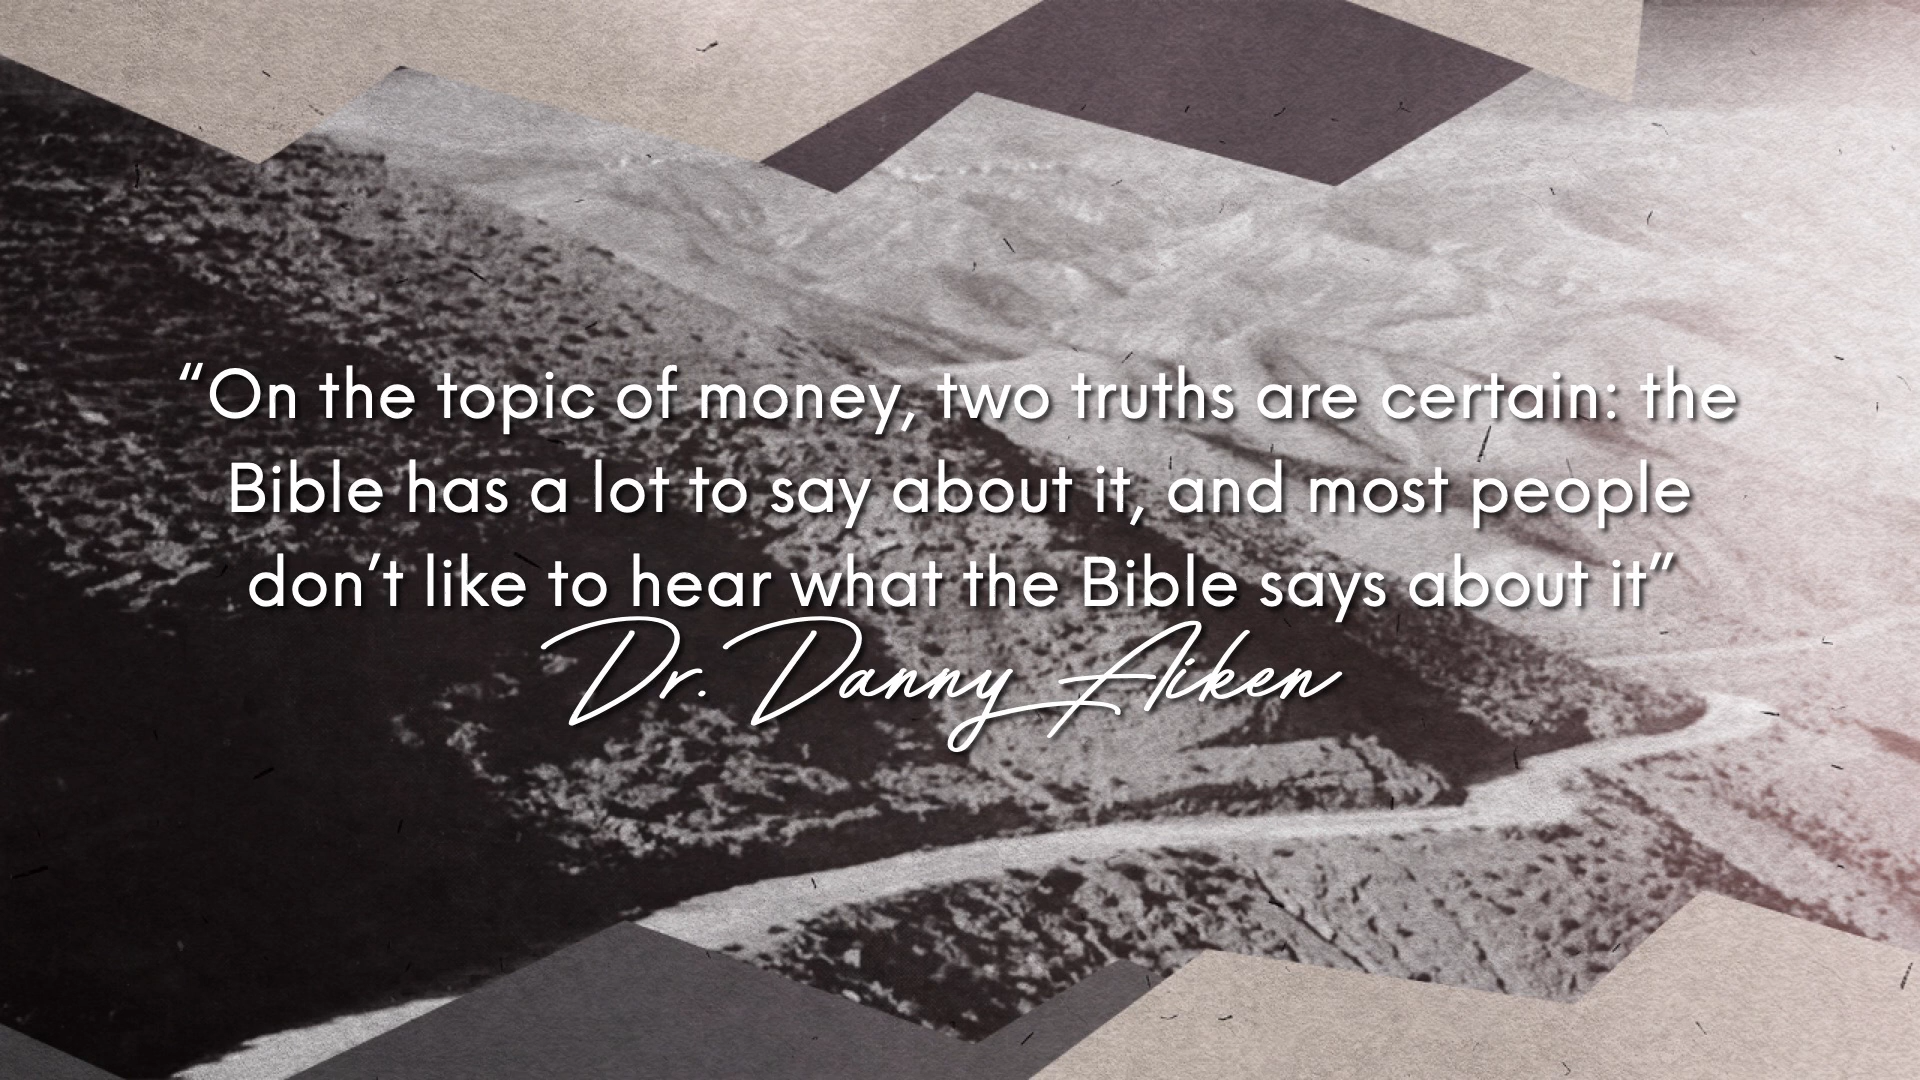 “On the topic of money, two truths are certain: the
Bible has a lot to say about it, and most people
don’t like to hear what the Bible says about it”
Dr. Danny Aiken